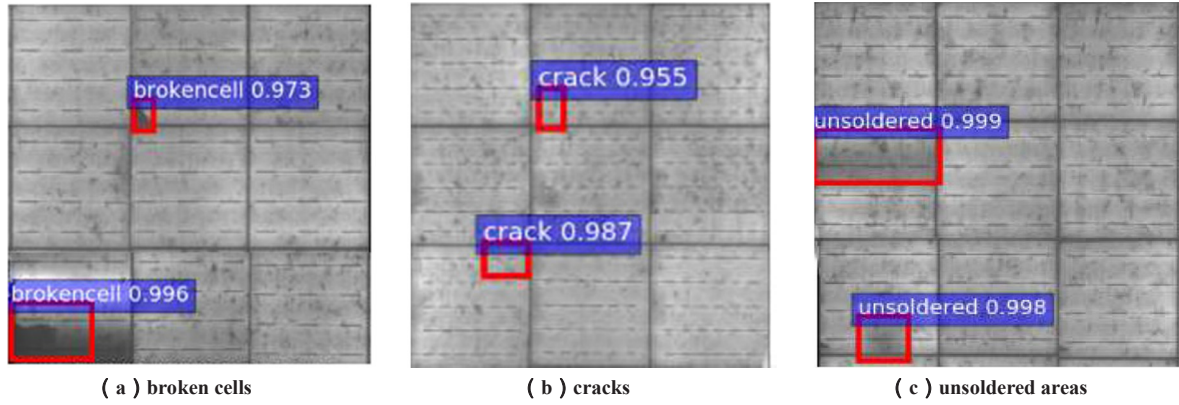 brokencell 0.973
brokencell 0.996
( a ) broken cells
crack 0.955
crack 0.987
( b ) cracks
unsoldered 0.999
unsoldered 0.998
( c ) unsoldered areas